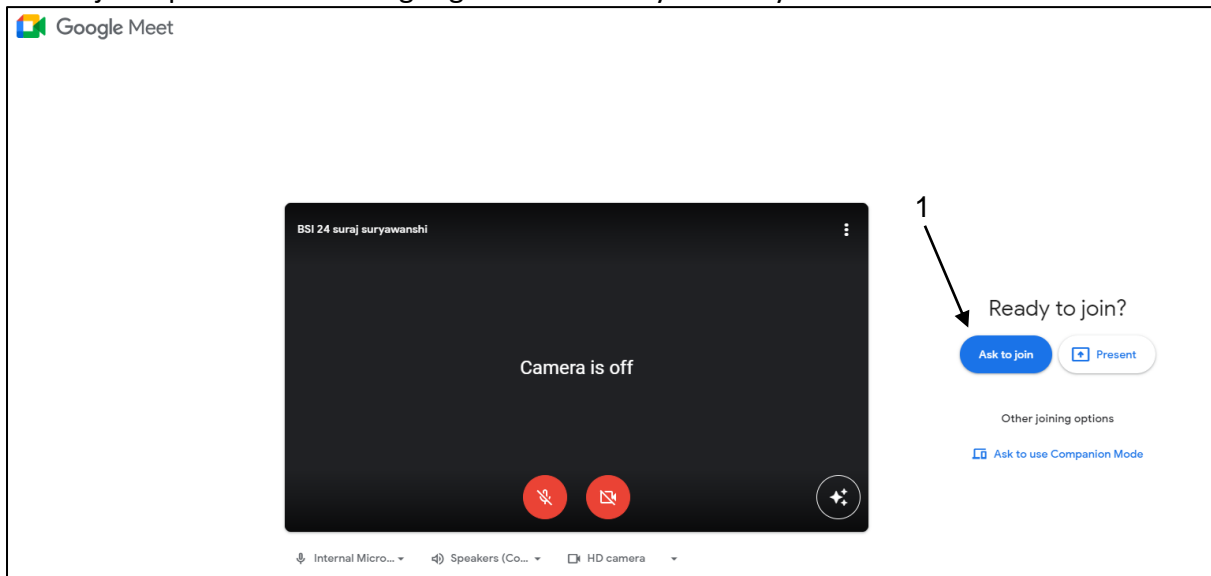 Google Meet
BSI 24 suraj suryawanshi
Camera is off
Internal Micro...
Speakers (Co...
HD camera
1
Ready to join?
Ask to join
Present
Other joining options
Ask to use Companion Mode